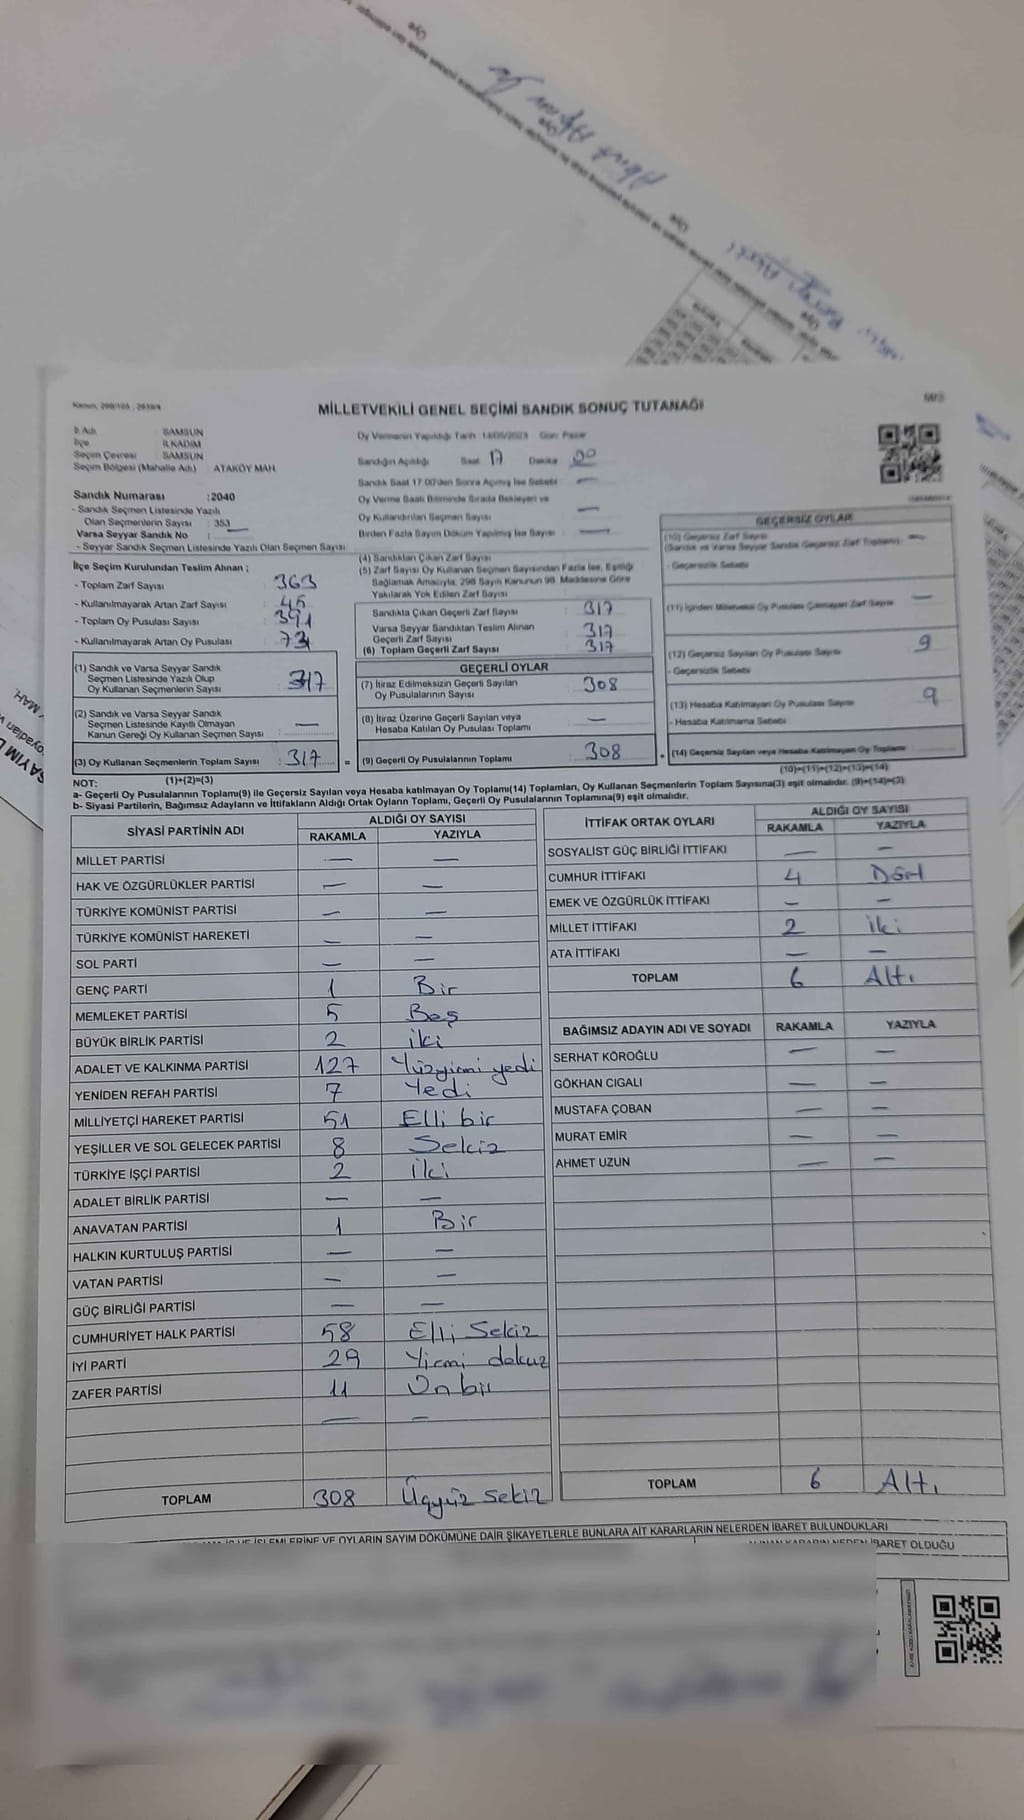 Kanun, 298/105 ; 2839/4
MİLLETVEKİLİ GENEL SEÇİMİ SANDIK SONUÇ TUTANAĞI
İl Adı : SAMSUN
İlçe : İLKADIM
Seçim Çevresi : SAMSUN
Seçim Bölgesi (Mahalle Adı) : ATAKÖY MAH.
Oy Vermenin Yapıldığı Tarih : 14/05/2023 Gün: Pazar
Sandığın Açıldığı Saat 17 Dakika 00
Sandık Saat 17.00'den Sonra Açılmış İse Sebebi : —
Oy Verme Saati Bitiminde Sırada Bekleyen ve
Oy Kullandırılan Seçmen Sayısı : —
Birden Fazla Sayım Döküm Yapılmış İse Sayısı : —
Sandık Numarası : 2040
- Sandık Seçmen Listesinde Yazılı
Olan Seçmenlerin Sayısı : 353
Varsa Seyyar Sandık No : —
- Seyyar Sandık Seçmen Listesinde Yazılı Olan Seçmen Sayısı
İlçe Seçim Kurulundan Teslim Alınan ;
- Toplam Zarf Sayısı : 363
- Kullanılmayarak Artan Zarf Sayısı : 46
- Toplam Oy Pusulası Sayısı : 391
- Kullanılmayarak Artan Oy Pusulası : 74
(1) Sandık ve Varsa Seyyar Sandık
Seçmen Listesinde Yazılı Olup
Oy Kullanan Seçmenlerin Sayısı : 317
(2) Sandık ve Varsa Seyyar Sandık
Seçmen Listesinde Kayıtlı Olmayan
Kanun Gereği Oy Kullanan Seçmen Sayısı : —
(3) Oy Kullanan Seçmenlerin Toplam Sayısı : 317 =
(1)+(2)=(3)
(4) Sandıktan Çıkan Zarf Sayısı
(5) Zarf Sayısı Oy Kullanan Seçmen Sayısından Fazla İse, Eşitliği
Sağlamak Amacıyla, 298 Sayılı Kanunun 98. Maddesine Göre
Yakılarak Yok Edilen Zarf Sayısı
Sandıkta Çıkan Geçerli Zarf Sayısı : 317
Varsa Seyyar Sandıktan Teslim Alınan
Geçerli Zarf Sayısı : 317
(6) Toplam Geçerli Zarf Sayısı : 317
GEÇERLİ OYLAR
(7) İtiraz Edilmeksizin Geçerli Sayılan
Oy Pusulalarının Sayısı : 308
(8) İtiraz Üzerine Geçerli Sayılan veya
Hesaba Katılan Oy Pusulası Toplamı : —
(9) Geçerli Oy Pusulalarının Toplamı : 308 +
GEÇERSİZ OYLAR
(10) Geçersiz Zarf Sayısı
(Sandık ve Varsa Seyyar Sandık Geçersiz Zarf Toplamı) : —
- Geçersizlik Sebebi
(11) İçinden Milletvekili Oy Pusulası Çıkmayan Zarf Sayısı : —
(12) Geçersiz Sayılan Oy Pusulası Sayısı 9
- Geçersizlik Sebebi
(13) Hesaba Katılmayan Oy Pusulası Sayısı 9
- Hesaba Katılmama Sebebi
(14) Geçersiz Sayılan veya Hesaba Katılmayan Oy Toplamı
(10)+(11)+(12)+(13)=(14)
NOT:
a- Geçerli Oy Pusulalarının Toplamı(9) ile Geçersiz Sayılan veya Hesaba katılmayan Oy Toplamı(14) Toplamları, Oy Kullanan Seçmenlerin Toplam Sayısına(3) eşit olmalıdır. (9)+(14)=(3)
b- Siyasi Partilerin, Bağımsız Adayların ve İttifakların Aldığı Ortak Oyların Toplamı, Geçerli Oy Pusulalarının Toplamına(9) eşit olmalıdır.
SİYASİ PARTİNİN ADI ALDIĞI OY SAYISI
RAKAMLA YAZIYLA
MİLLET PARTİSİ — —
HAK VE ÖZGÜRLÜKLER PARTİSİ — —
TÜRKİYE KOMÜNİST PARTİSİ — —
TÜRKİYE KOMÜNİST HAREKETİ — —
SOL PARTİ — —
GENÇ PARTİ 1 Bir
MEMLEKET PARTİSİ 5 Beş
BÜYÜK BİRLİK PARTİSİ 2 iki
ADALET VE KALKINMA PARTİSİ 127 Yüzyirmi yedi
YENİDEN REFAH PARTİSİ 7 Yedi
MİLLİYETÇİ HAREKET PARTİSİ 51 Elli bir
YEŞİLLER VE SOL GELECEK PARTİSİ 8 Sekiz
TÜRKİYE İŞÇİ PARTİSİ 2 iki
ADALET BİRLİK PARTİSİ — —
ANAVATAN PARTİSİ 1 Bir
HALKIN KURTULUŞ PARTİSİ — —
VATAN PARTİSİ — —
GÜÇ BİRLİĞİ PARTİSİ — —
CUMHURİYET HALK PARTİSİ 58 Elli Sekiz
İYİ PARTİ 29 Yirmi dokuz
ZAFER PARTİSİ 11 Onbir
— —
TOPLAM 308 Üçyüz sekiz
İTTİFAK ORTAK OYLARI ALDIĞI OY SAYISI
RAKAMLA YAZIYLA
SOSYALİST GÜÇ BİRLİĞİ İTTİFAKI — —
CUMHUR İTTİFAKI 4 Dört
EMEK VE ÖZGÜRLÜK İTTİFAKI — —
MİLLET İTTİFAKI 2 iki
ATA İTTİFAKI — —
TOPLAM 6 Altı
BAĞIMSIZ ADAYIN ADI VE SOYADI RAKAMLA YAZIYLA
SERHAT KÖROĞLU — —
GÖKHAN CIGALI — —
MUSTAFA ÇOBAN — —
MURAT EMİR — —
AHMET UZUN — —
TOPLAM 6 Altı
İŞLEMLERİNE VE OYLARIN SAYIM DÖKÜMÜNE DAİR ŞİKAYETLERLE BUNLARA AİT KARARLARIN NELERDEN İBARET BULUNDUKLARI
ALINAN KARARIN NEDEN İBARET OLDUĞU